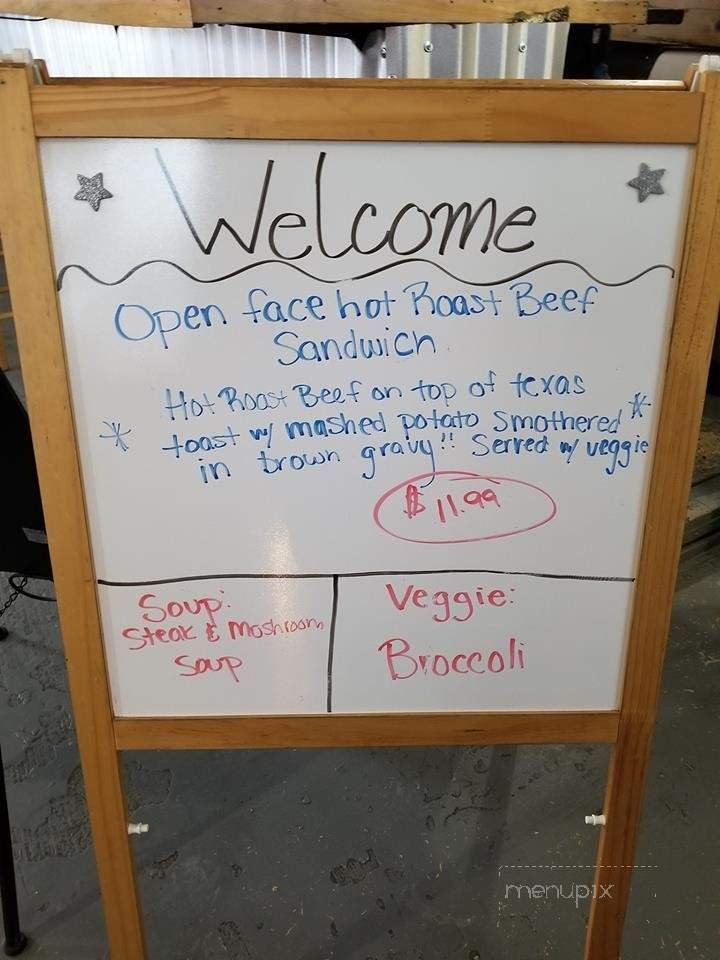 Welcome
Open face hot Roast Beef
Sandwich
Hot Roast Beef on top of texas
* toast w/ mashed potato Smothered *
in brown gravy!! Served w/ veggie
$ 11.99
Soup:
Steak & Moshroom
Soup
Veggie:
Broccoli
menupix